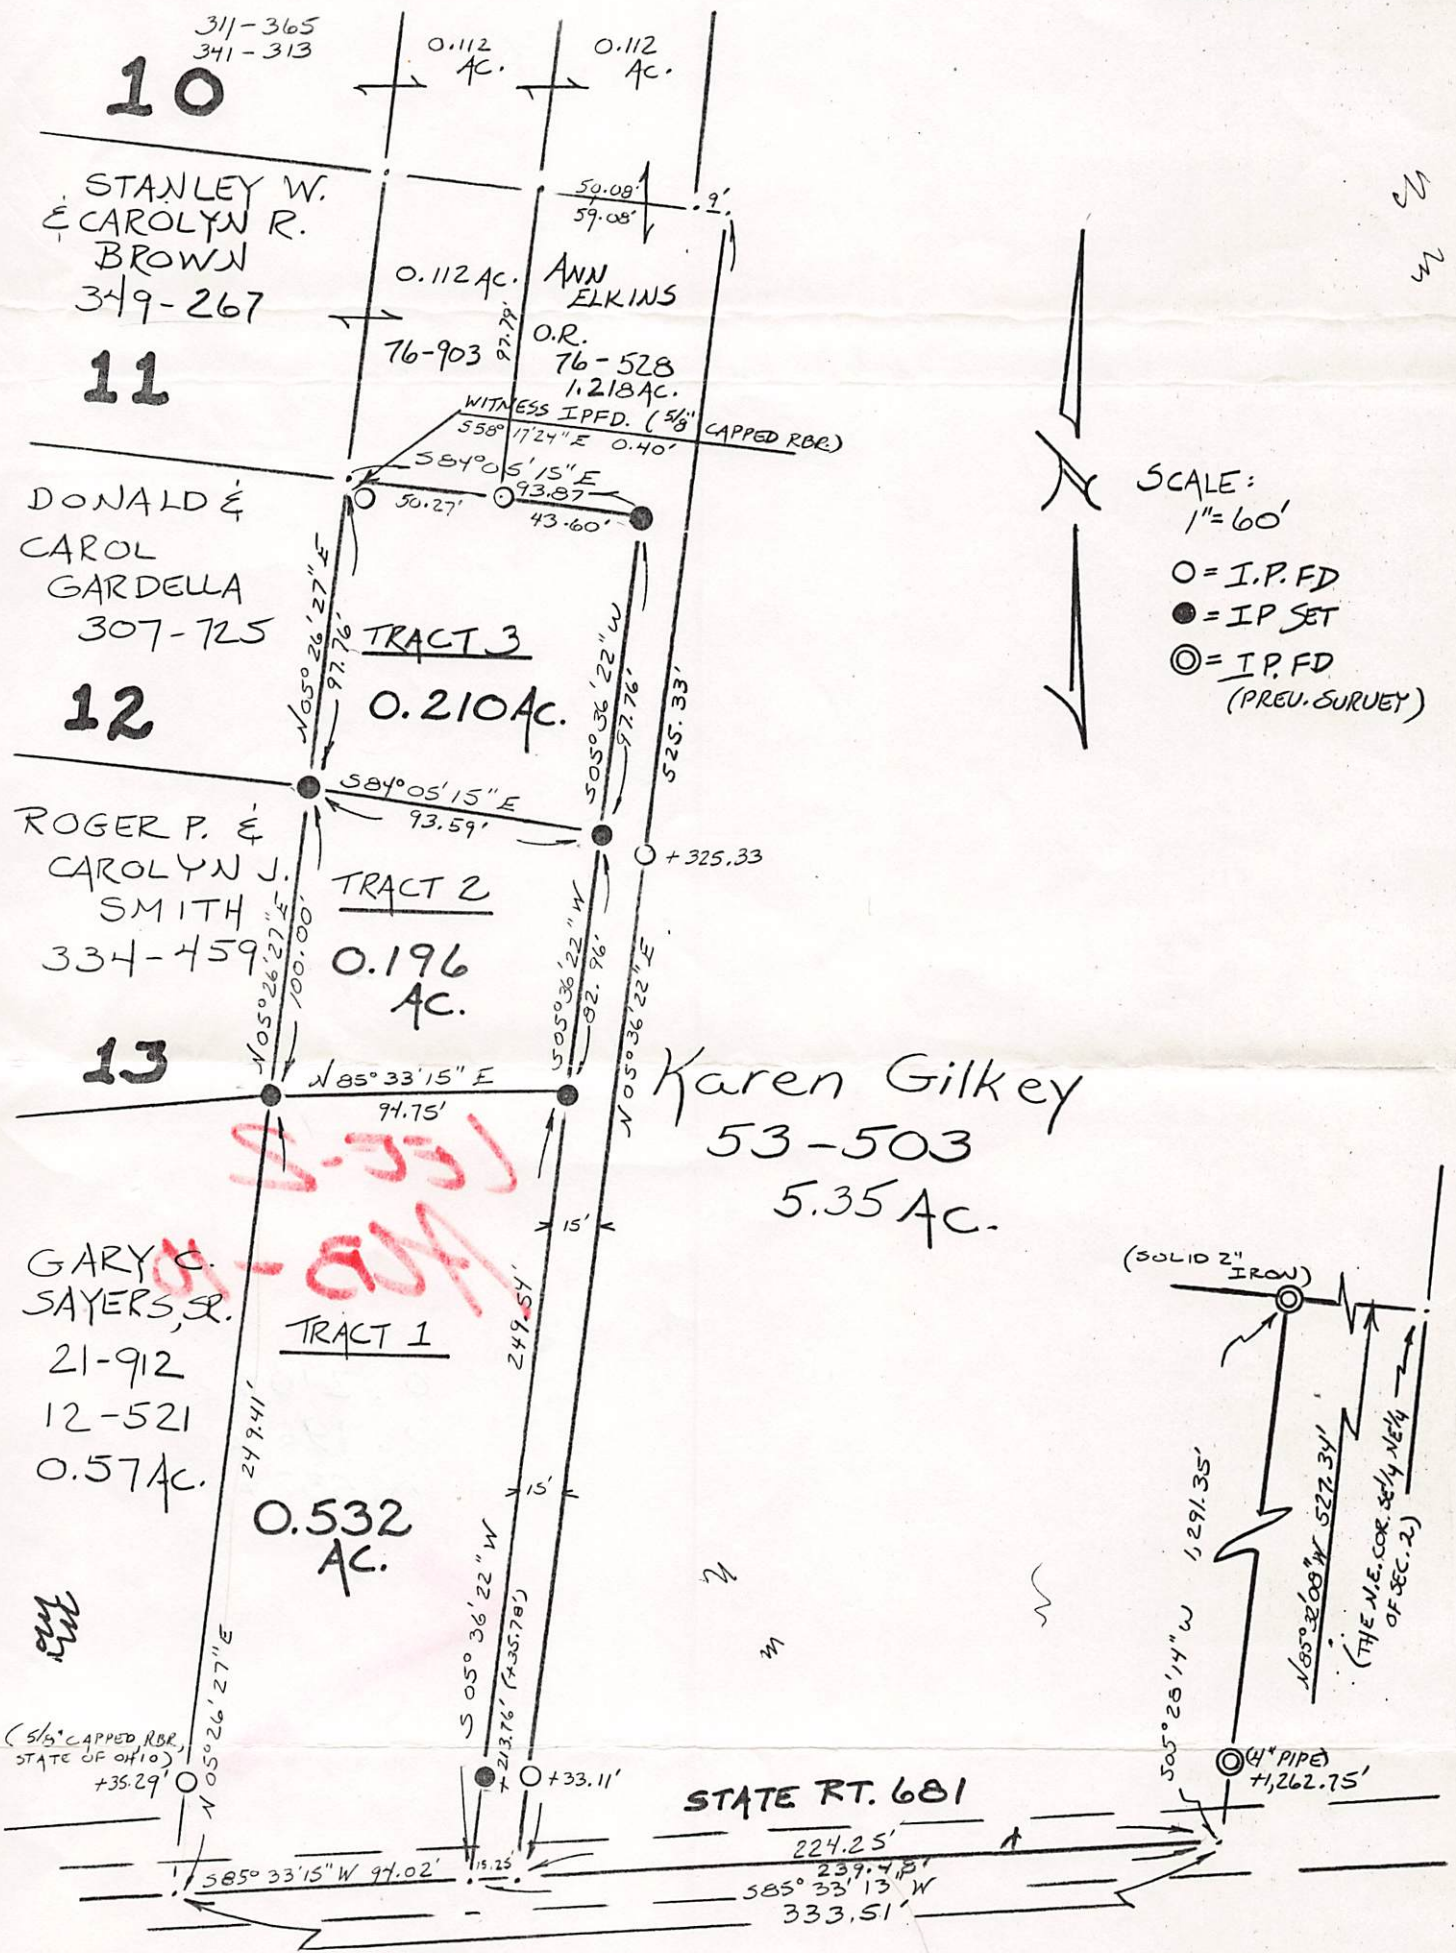 311-365
341-313
10
0.112
AC.
0.112
AC.
STANLEY W.
& CAROLYN R.
BROWN
349-267
11
50.08'
59.08'
9'
0.112 AC.
76-903
97.79'
ANN
ELKINS
O.R.
76-528
1.218 AC.
WITNESS IPFD. (5/8" CAPPED RBR.)
S58° 17'24" E 0.40'
S84°05'15" E
93.87
50.27'
43.60'
DONALD &
CAROL
GARDELLA
307-725
12
N05°26'27" E
97.76'
TRACT 3
0.210 AC.
S05°36'22" W
97.76'
525.33'
SCALE:
1"=60'
= I.P. FD
= IP SET
= I.P. FD
(PREV. SURVEY)
S84°05'15" E
93.59'
+325.33
ROGER P. &
CAROLYN J.
SMITH
334-459
13
N05°26'27" E
100.00'
TRACT 2
0.196
AC.
S05°36'22" W
82.96'
N05°36'22" E
N85°33'15" E
94.75'
Karen Gilkey
53-503
5.35 AC.
GARY C.
SAYERS, SR.
21-912
12-521
0.57 AC.
TRACT 1
0.532
AC.
249.41'
N05°26'27" E
249.54'
S05°36'22" W
+213.76' (+35.78')
15'
15'
(5/8" CAPPED RBR,
STATE OF OHIO)
+35.29'
+33.11'
STATE RT. 681
S85°33'15" W 94.02'
15.25'
224.25'
S85°33'13" W
333.51'
(SOLID 2"
IRON)
S05°28'14" W 1,291.35'
N85°32'08" W 527.34'
(THE N.E. COR. SE1/4 NE1/4
OF SEC. 2)
(4" PIPE)
+1,262.75'